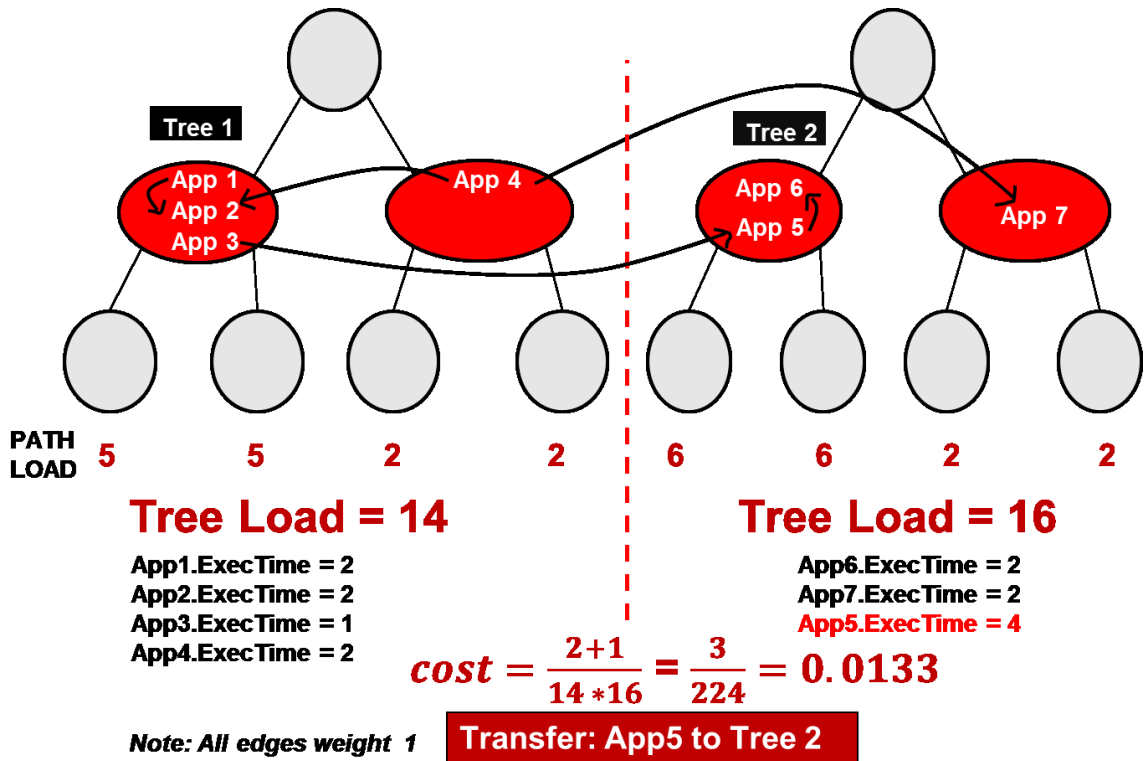 Tree 1
Tree 2
App 1
App 2
App 3
App 4
App 6
App 5
App 7
PATH
LOAD
5
5
2
2
6
6
2
2
Tree Load = 14
Tree Load = 16
App1.ExecTime = 2
App2.ExecTime = 2
App3.ExecTime = 1
App4.ExecTime = 2
App6.ExecTime = 2
App7.ExecTime = 2
App5.ExecTime = 4
cost = \frac{2+1}{14*16} = \frac{3}{224} = 0.0133
Note: All edges weight 1
Transfer: App5 to Tree 2